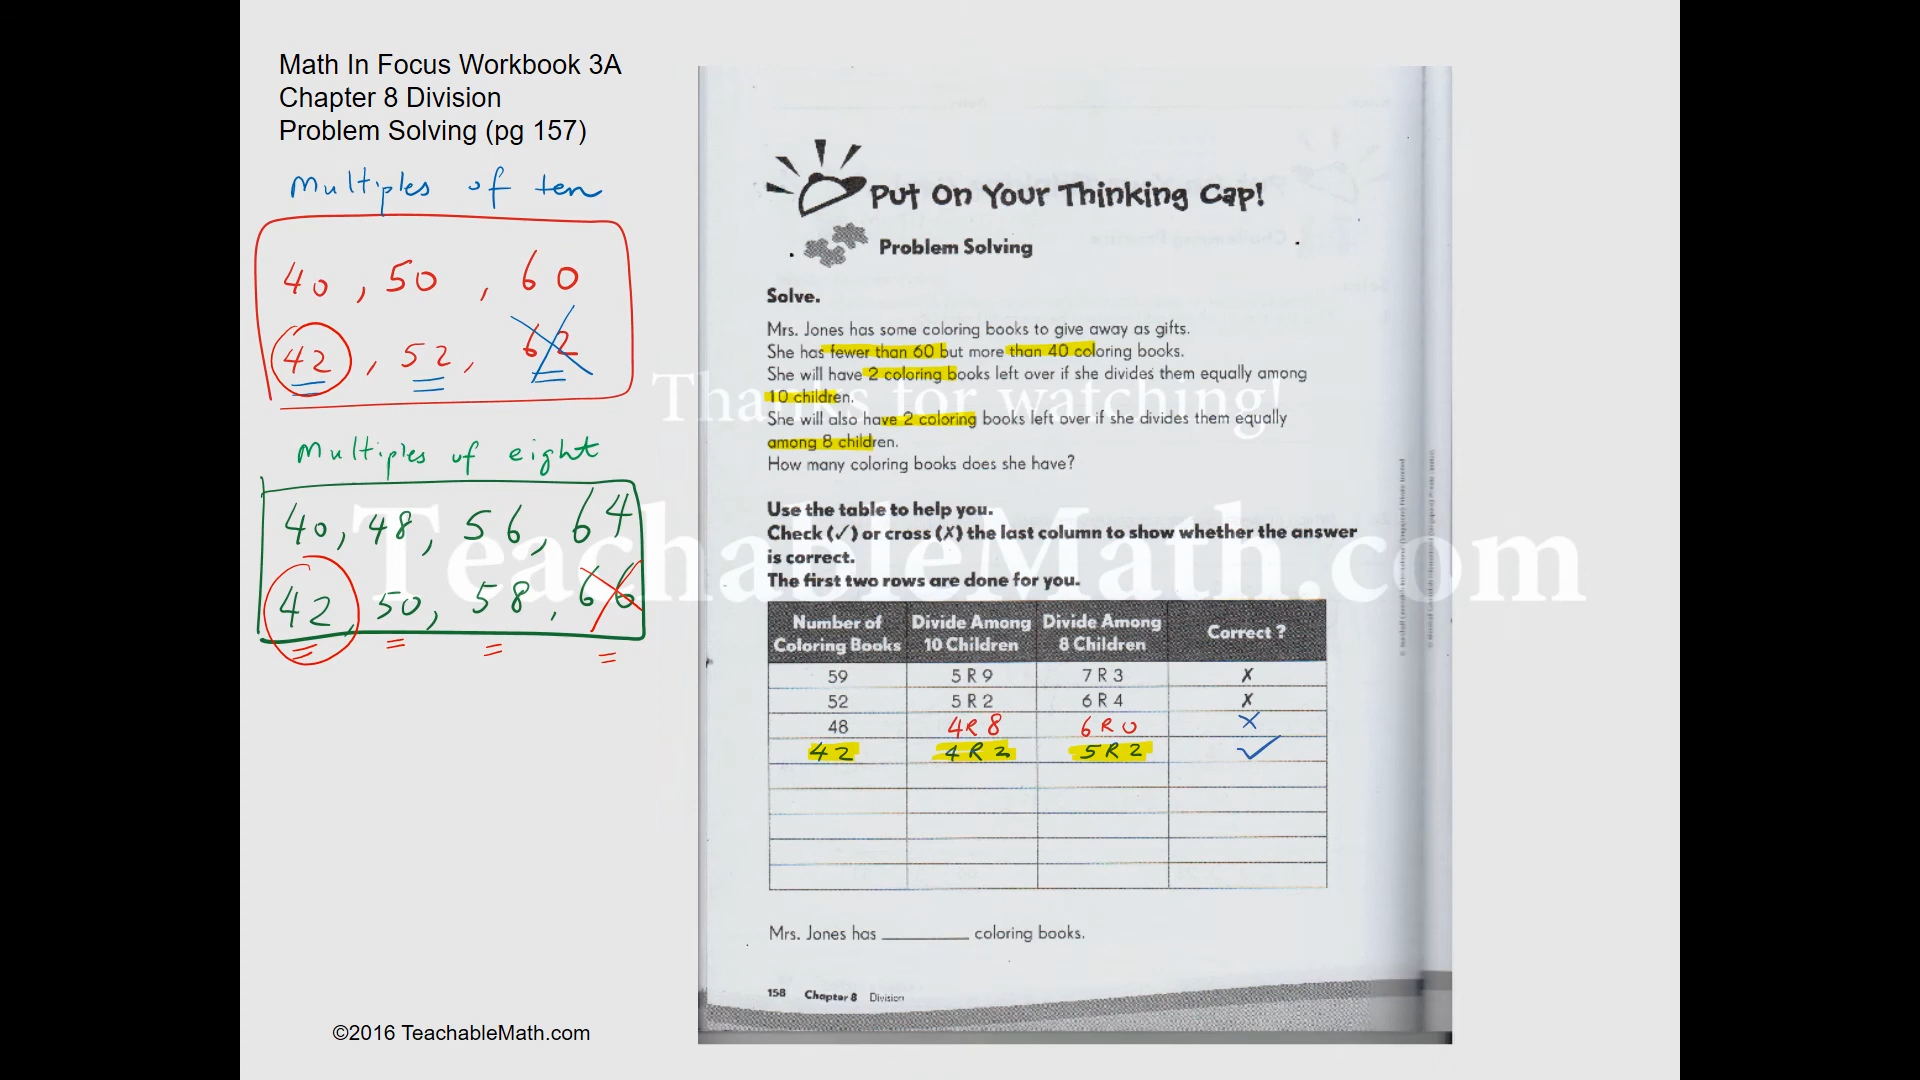 Math In Focus Workbook 3A
Chapter 8 Division
Problem Solving (pg 157)
Multiples of ten
40, 50, 60
42, 52, 62
Multiples of eight
40, 48, 56, 64
42, 50, 58, 66
©2016 TeachableMath.com
Put On Your Thinking Cap!
Problem Solving
Solve.
Mrs. Jones has some coloring books to give away as gifts.
She has fewer than 60 but more than 40 coloring books.
She will have 2 coloring books left over if she divides them equally among
10 children.
She will also have 2 coloring books left over if she divides them equally
among 8 children.
How many coloring books does she have?
Thanks for watching!
TeachableMath.com
Use the table to help you.
Check (✓) or cross (✗) the last column to show whether the answer
is correct.
The first two rows are done for you.
Number of Coloring Books Divide Among 10 Children Divide Among 8 Children Correct ?
59 5 R 9 7 R 3 ✗
52 5 R 2 6 R 4 ✗
48 4 R 8 6 R 0 ✗
42 4 R 2 5 R 2 ✓
Mrs. Jones has ________ coloring books.
158 Chapter 8 Division